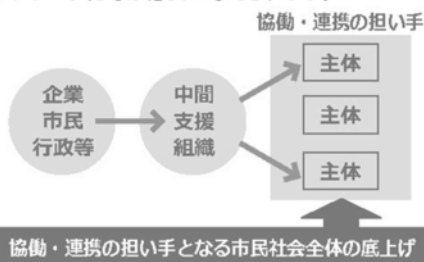 協働・連携の担い手
企業
市民
行政等
中間
支援
組織
主体
主体
主体
協働・連携の担い手となる市民社会全体の底上げ